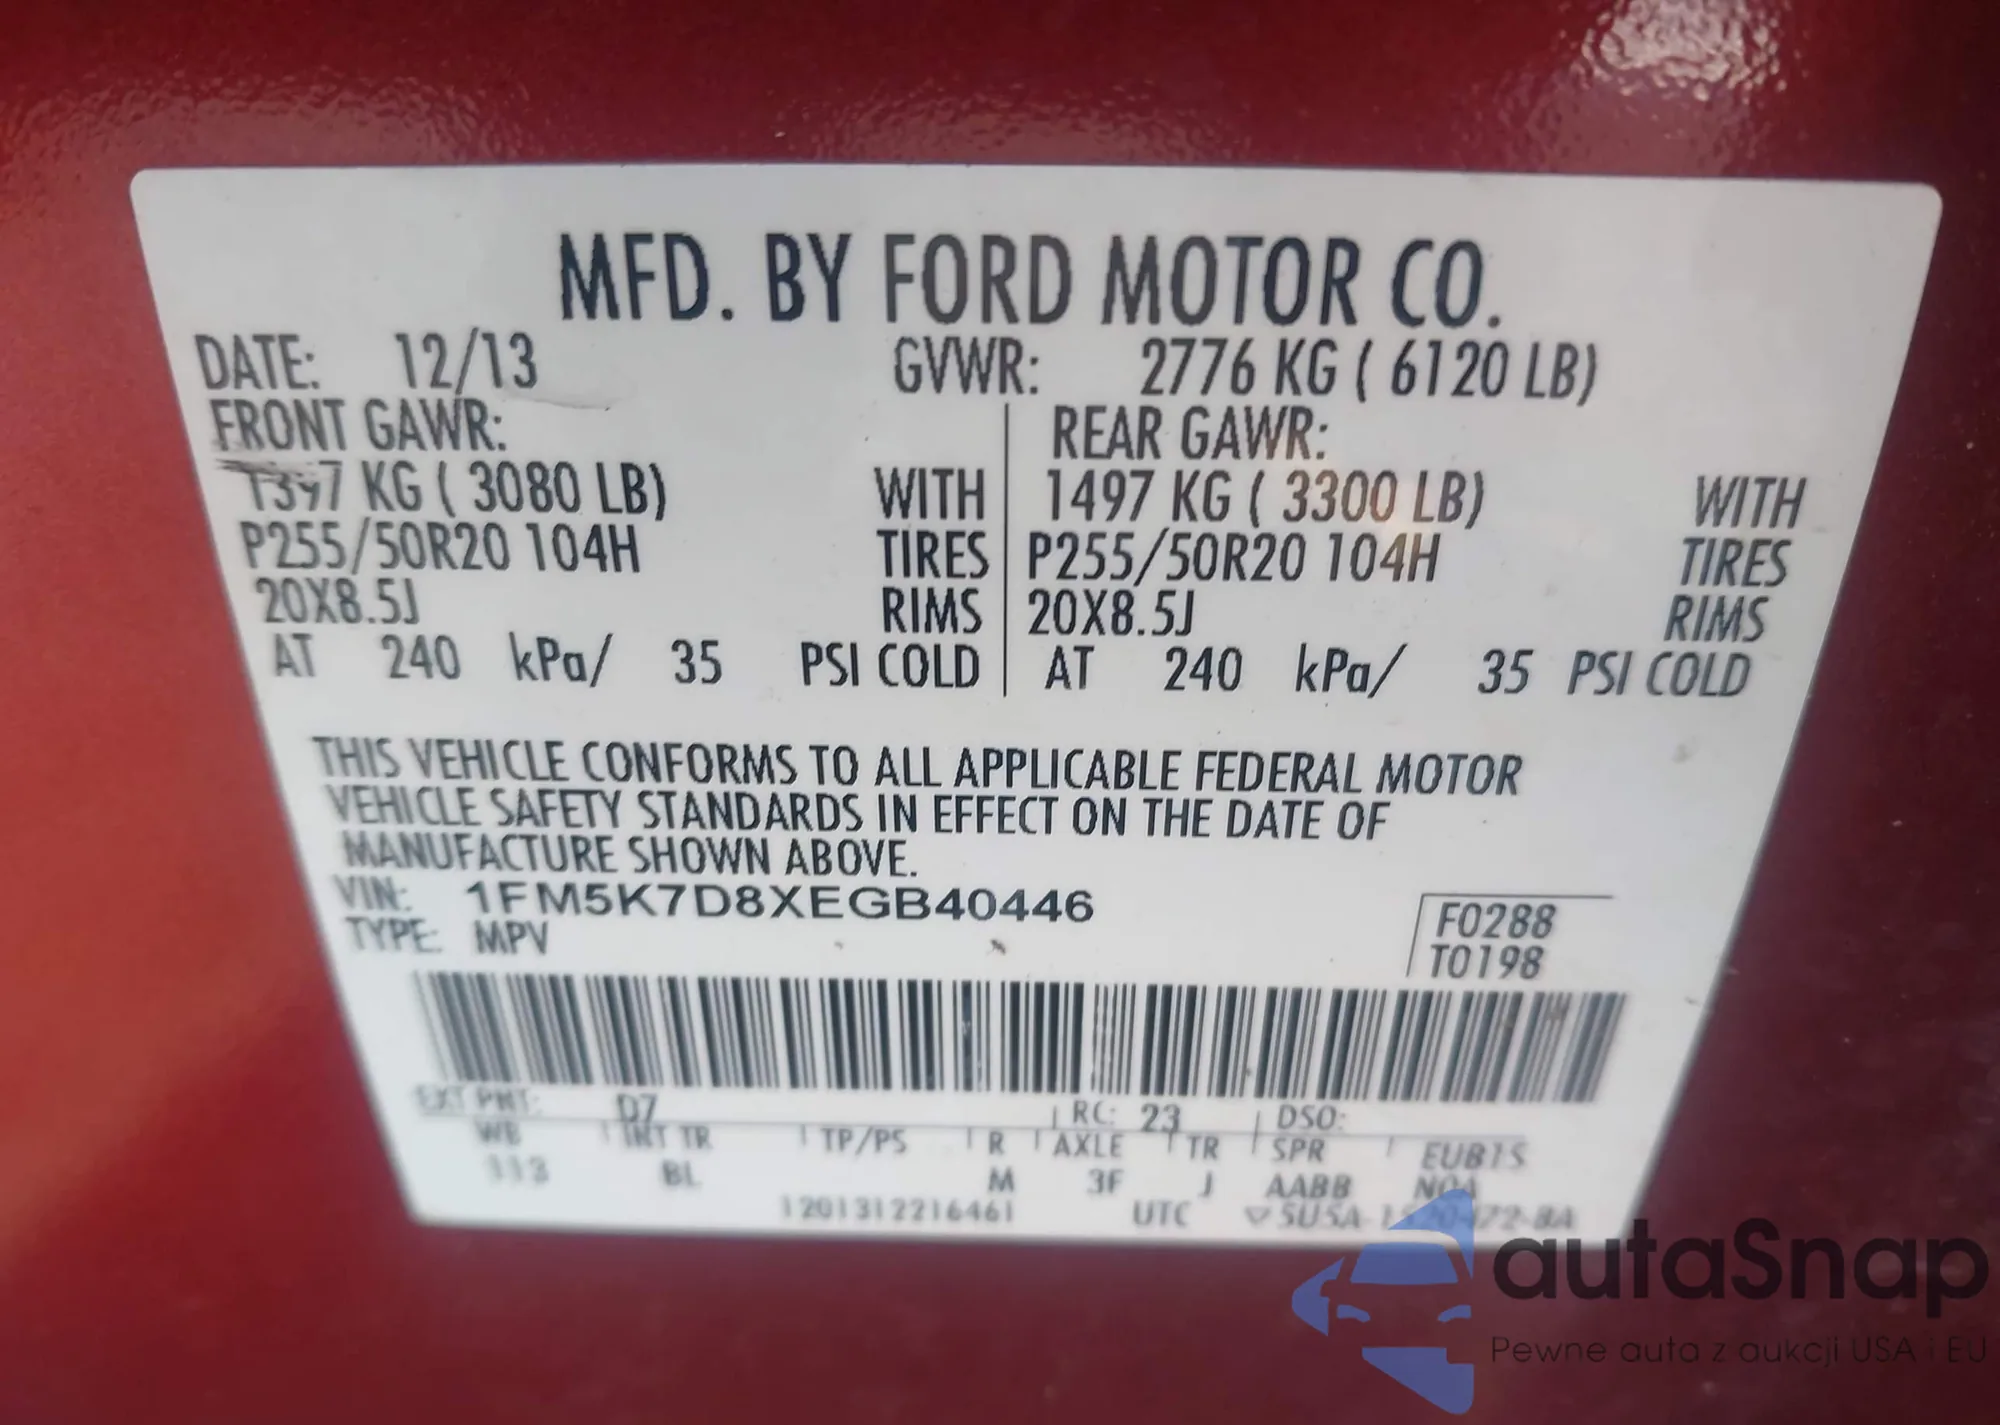 MFD. BY FORD MOTOR CO.
DATE: 12/13 GVWR: 2776 KG ( 6120 LB)
FRONT GAWR: REAR GAWR:
1397 KG ( 3080 LB) WITH 1497 KG ( 3300 LB) WITH
P255/50R20 104H TIRES P255/50R20 104H TIRES
20X8.5J RIMS 20X8.5J RIMS
AT 240 kPa/ 35 PSI COLD AT 240 kPa/ 35 PSI COLD
THIS VEHICLE CONFORMS TO ALL APPLICABLE FEDERAL MOTOR
VEHICLE SAFETY STANDARDS IN EFFECT ON THE DATE OF
MANUFACTURE SHOWN ABOVE.
VIN: 1FM5K7D8XEGB40446
TYPE: MPV
F0288
T0198
EXT PNT: D7 RC: 23 DSO:
WB INT TR TP/PS R AXLE TR SPR EUB1S
113 BL M 3F J AABB NOA
1201312216461 UTC
autaSnap
Pewne auta z aukcji USA i EU